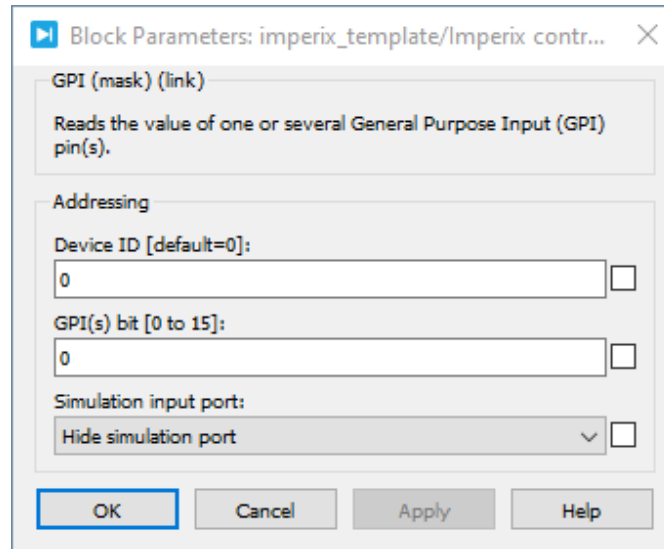 Block Parameters: imperix_template/Imperix contr...
GPI (mask) (link)
Reads the value of one or several General Purpose Input (GPI)
pin(s).
Addressing
Device ID [default=0]:
0
GPI(s) bit [0 to 15]:
0
Simulation input port:
Hide simulation port
OK
Cancel
Apply
Help